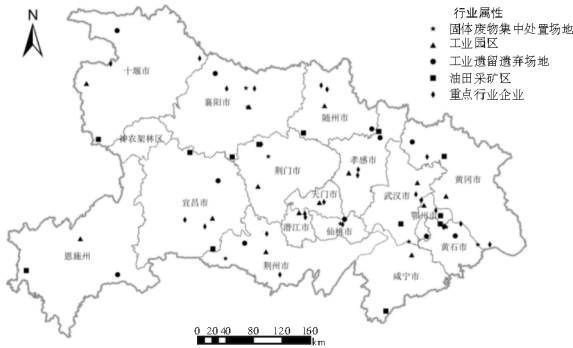 行业属性
固体废物集中处置场地
工业园区
工业遗留遗弃场地
油田采矿区
重点行业企业
N
十堰市
襄阳市
随州市
神农架林区
孝感市
荆门市
黄冈市
宜昌市
天门市
武汉市
鄂州市
潜江市
仙桃市
黄石市
恩施州
荆州市
咸宁市
0 20 40 80 120 160
km